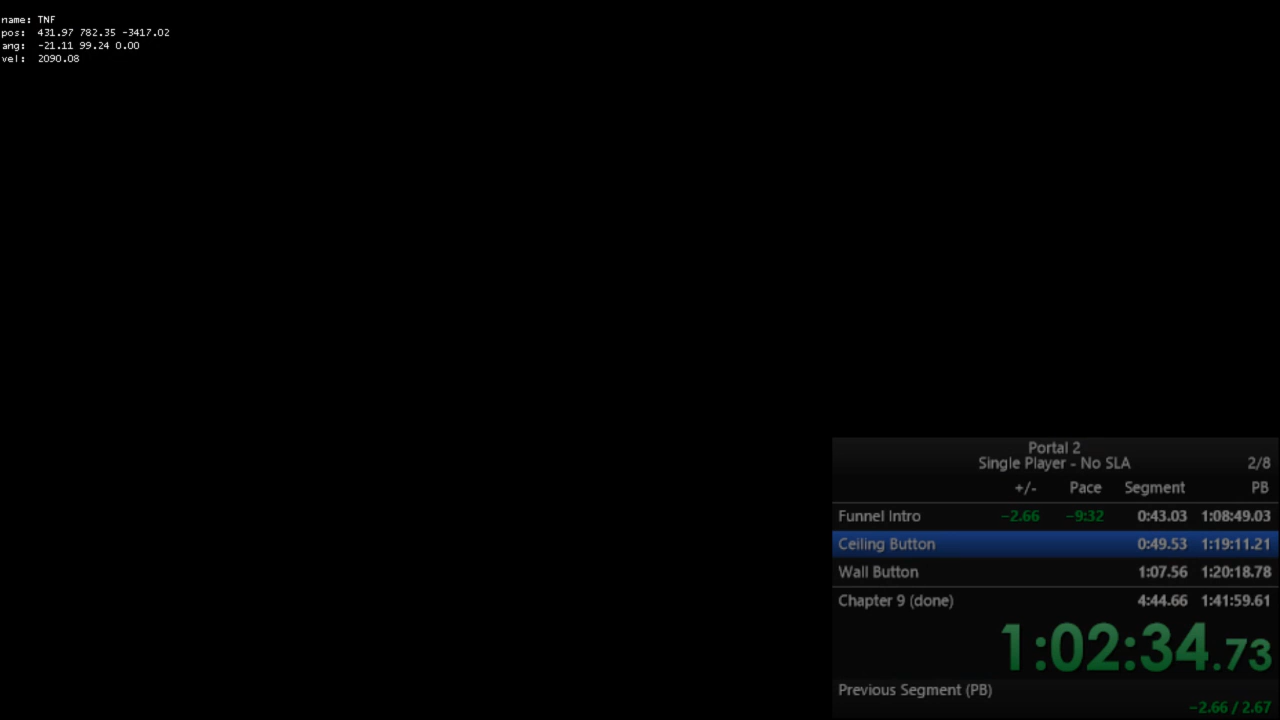 name: TNF
pos: 431.97 782.35 -3417.02
ang: -21.11 99.24 0.00
vel: 2090.08
Portal 2
Single Player - No SLA 2/8
+/- Pace Segment PB
Funnel Intro −2.66 −9:32 0:43.03 1:08:49.03
Ceiling Button 0:49.53 1:19:11.21
Wall Button 1:07.56 1:20:18.78
Chapter 9 (done) 4:44.66 1:41:59.61
1:02:34.73
Previous Segment (PB)
−2.66 / 2.67